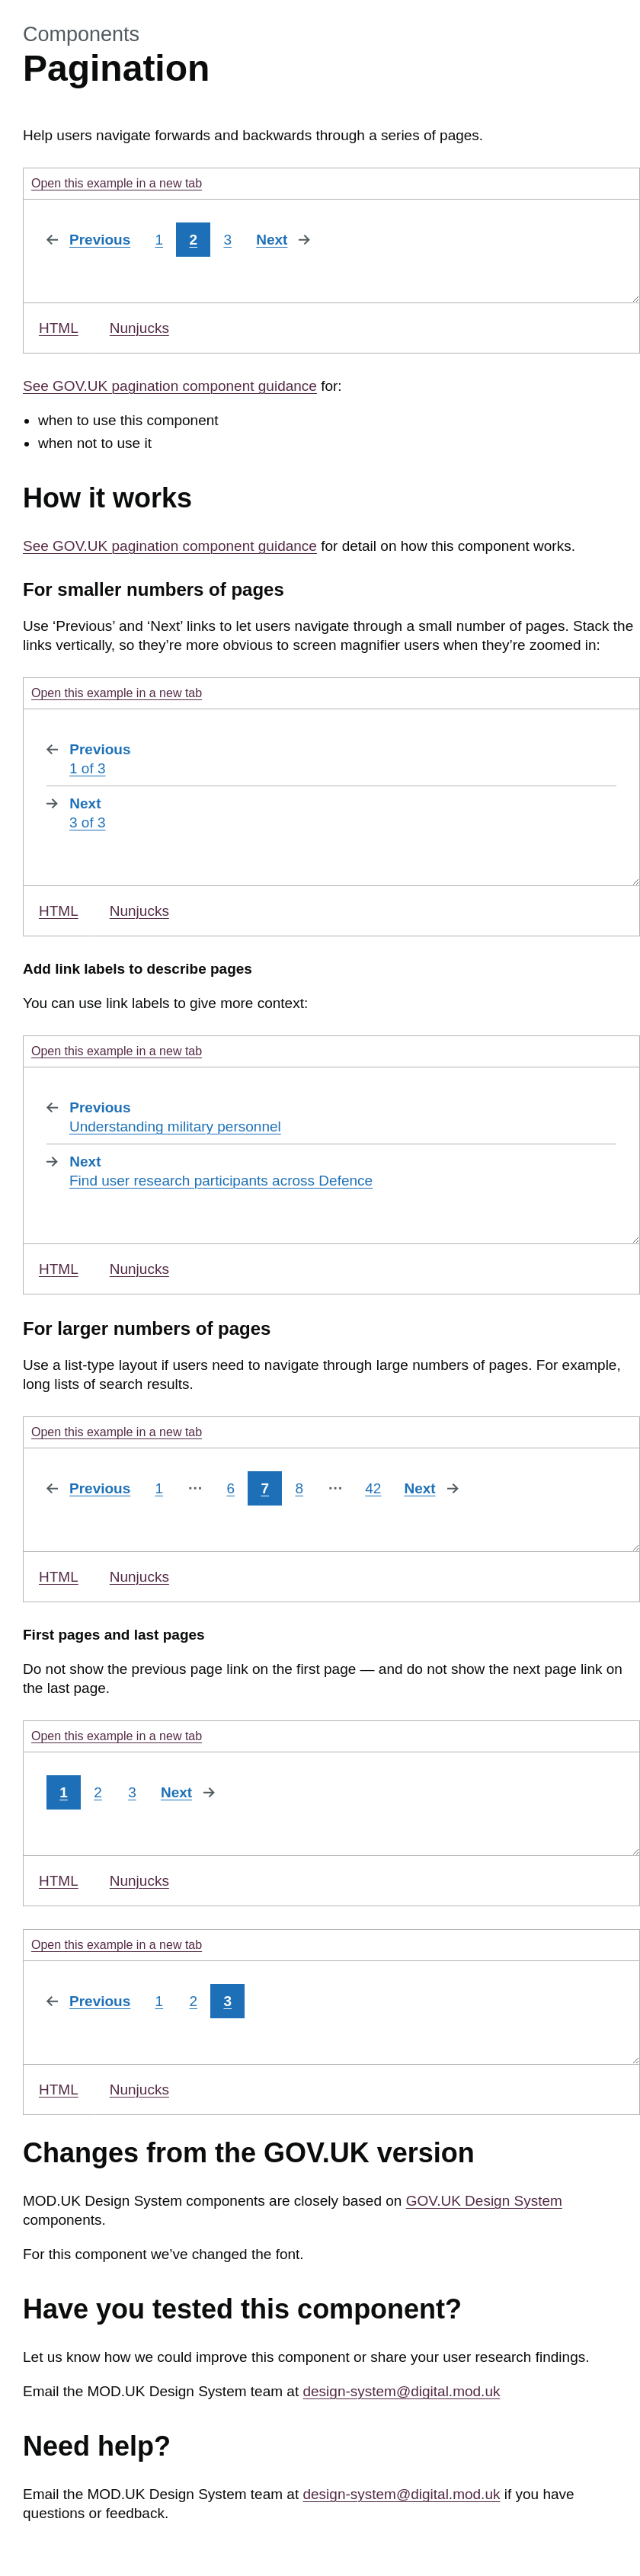 Components
Pagination
Help users navigate forwards and backwards through a series of pages.
Open this example in a new tab
Previous 1 2 3 Next
HTML Nunjucks
See GOV.UK pagination component guidance for:
• when to use this component
• when not to use it
How it works
See GOV.UK pagination component guidance for detail on how this component works.
For smaller numbers of pages
Use ‘Previous’ and ‘Next’ links to let users navigate through a small number of pages. Stack the
links vertically, so they’re more obvious to screen magnifier users when they’re zoomed in:
Open this example in a new tab
Previous
1 of 3
Next
3 of 3
HTML Nunjucks
Add link labels to describe pages
You can use link labels to give more context:
Open this example in a new tab
Previous
Understanding military personnel
Next
Find user research participants across Defence
HTML Nunjucks
For larger numbers of pages
Use a list-type layout if users need to navigate through large numbers of pages. For example,
long lists of search results.
Open this example in a new tab
Previous 1 ⋯ 6 7 8 ⋯ 42 Next
HTML Nunjucks
First pages and last pages
Do not show the previous page link on the first page — and do not show the next page link on
the last page.
Open this example in a new tab
1 2 3 Next
HTML Nunjucks
Open this example in a new tab
Previous 1 2 3
HTML Nunjucks
Changes from the GOV.UK version
MOD.UK Design System components are closely based on GOV.UK Design System
components.
For this component we’ve changed the font.
Have you tested this component?
Let us know how we could improve this component or share your user research findings.
Email the MOD.UK Design System team at design-system@digital.mod.uk
Need help?
Email the MOD.UK Design System team at design-system@digital.mod.uk if you have
questions or feedback.